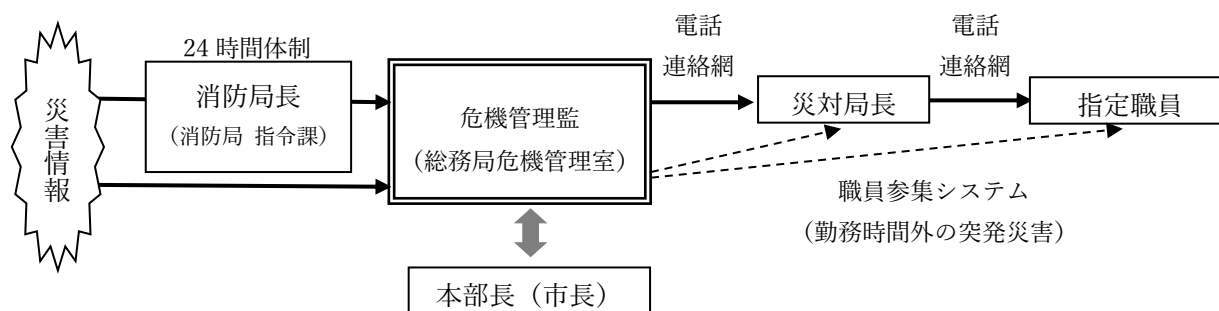 災害情報
24 時間体制
消防局長
（消防局 指令課）
危機管理監
（総務局危機管理室）
電話
連絡網
災対局長
電話
連絡網
指定職員
職員参集システム
（勤務時間外の突発災害）
本部長（市長）